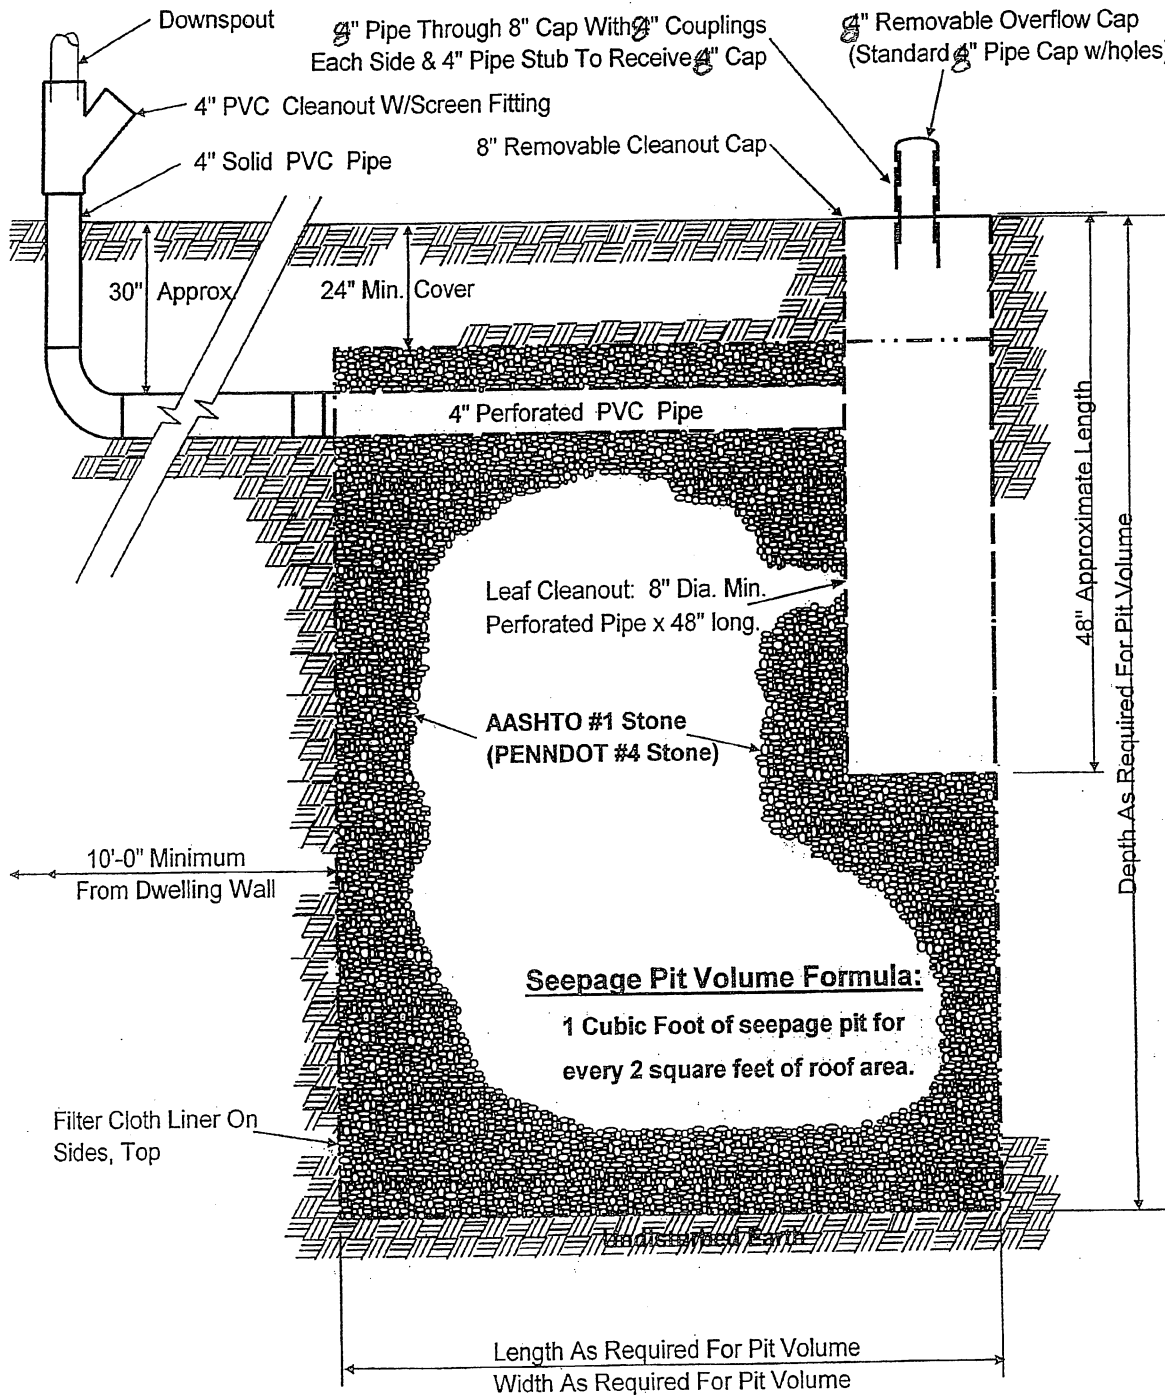 Downspout
4" Pipe Through 8" Cap With 4" Couplings
Each Side & 4" Pipe Stub To Receive 4" Cap
4" Removable Overflow Cap
(Standard 4" Pipe Cap w/holes)
4" PVC Cleanout W/Screen Fitting
8" Removable Cleanout Cap
4" Solid PVC Pipe
30" Approx.
24" Min. Cover
4" Perforated PVC Pipe
48" Approximate Length
Depth As Required For Pit Volume
Leaf Cleanout: 8" Dia. Min.
Perforated Pipe x 48" long.
AASHTO #1 Stone
(PENNDOT #4 Stone)
10'-0" Minimum
From Dwelling Wall
Seepage Pit Volume Formula:
1 Cubic Foot of seepage pit for
every 2 square feet of roof area.
Filter Cloth Liner On
Sides, Top
Undisturbed Earth
Length As Required For Pit Volume
Width As Required For Pit Volume